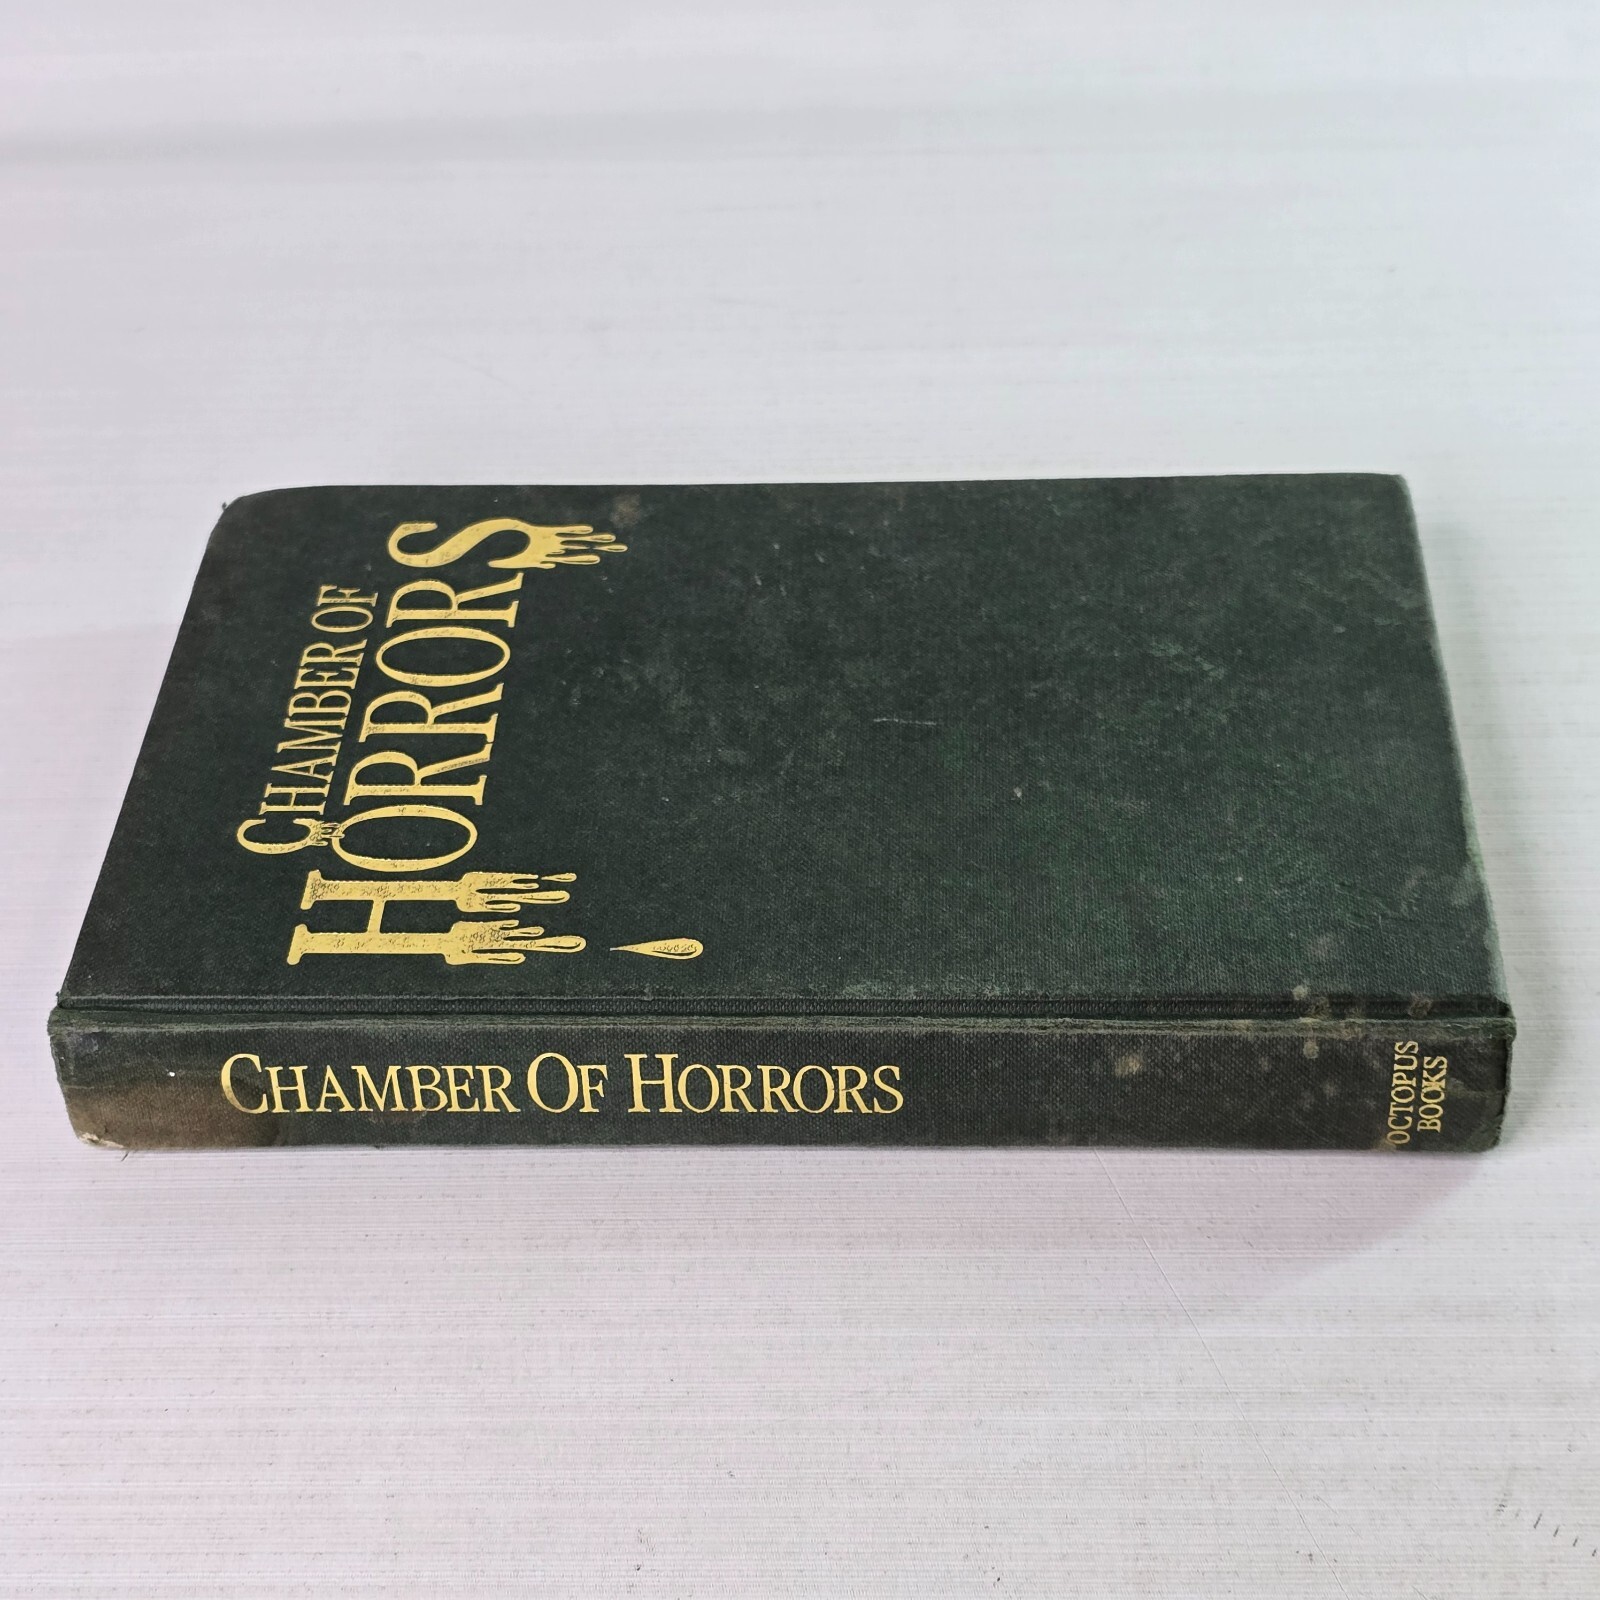 CHAMBER OF
HORRORS
CHAMBER OF HORRORS
OCTOPUS
BOOKS